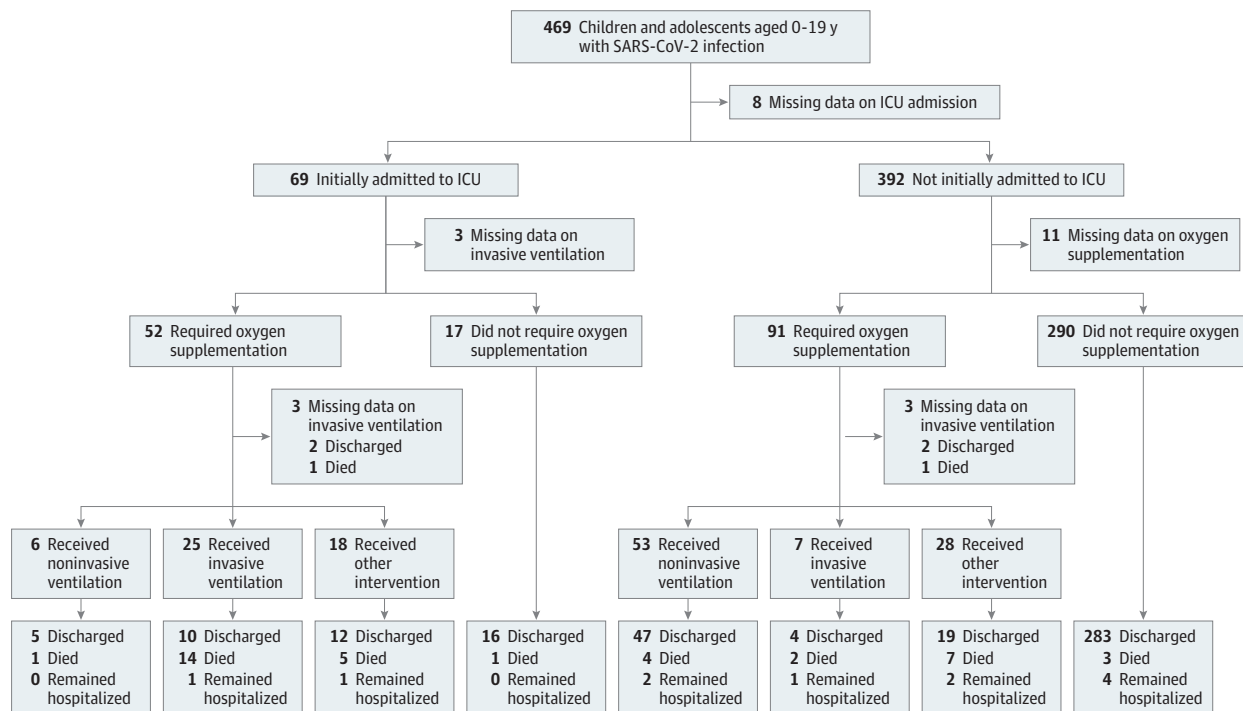 469 Children and adolescents aged 0-19 y
with SARS-CoV-2 infection
8 Missing data on ICU admission
69 Initially admitted to ICU
392 Not initially admitted to ICU
3 Missing data on
invasive ventilation
11 Missing data on oxygen
supplementation
52 Required oxygen
supplementation
17 Did not require oxygen
supplementation
91 Required oxygen
supplementation
290 Did not require oxygen
supplementation
3 Missing data on
invasive ventilation
2 Discharged
1 Died
3 Missing data on
invasive ventilation
2 Discharged
1 Died
6 Received
noninvasive
ventilation
25 Received
invasive
ventilation
18 Received
other
intervention
53 Received
noninvasive
ventilation
7 Received
invasive
ventilation
28 Received
other
intervention
5 Discharged
1 Died
0 Remained
hospitalized
10 Discharged
14 Died
1 Remained
hospitalized
12 Discharged
5 Died
1 Remained
hospitalized
16 Discharged
1 Died
0 Remained
hospitalized
47 Discharged
4 Died
2 Remained
hospitalized
4 Discharged
2 Died
1 Remained
hospitalized
19 Discharged
7 Died
2 Remained
hospitalized
283 Discharged
3 Died
4 Remained
hospitalized